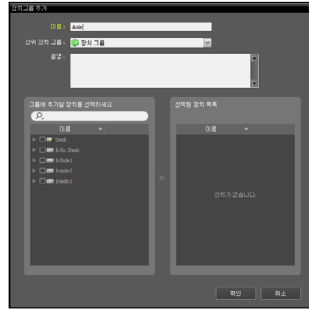 장치그룹 추가
이름 :
Aisle
상위 장치 그룹 :
장치 그룹
설명 :
그룹에 추가할 장치를 선택하세요
이름
Desk
Info. Desk
InSide1
Inside2
Inside3
선택된 장치 목록
이름
장치가 없습니다.
확인
취소